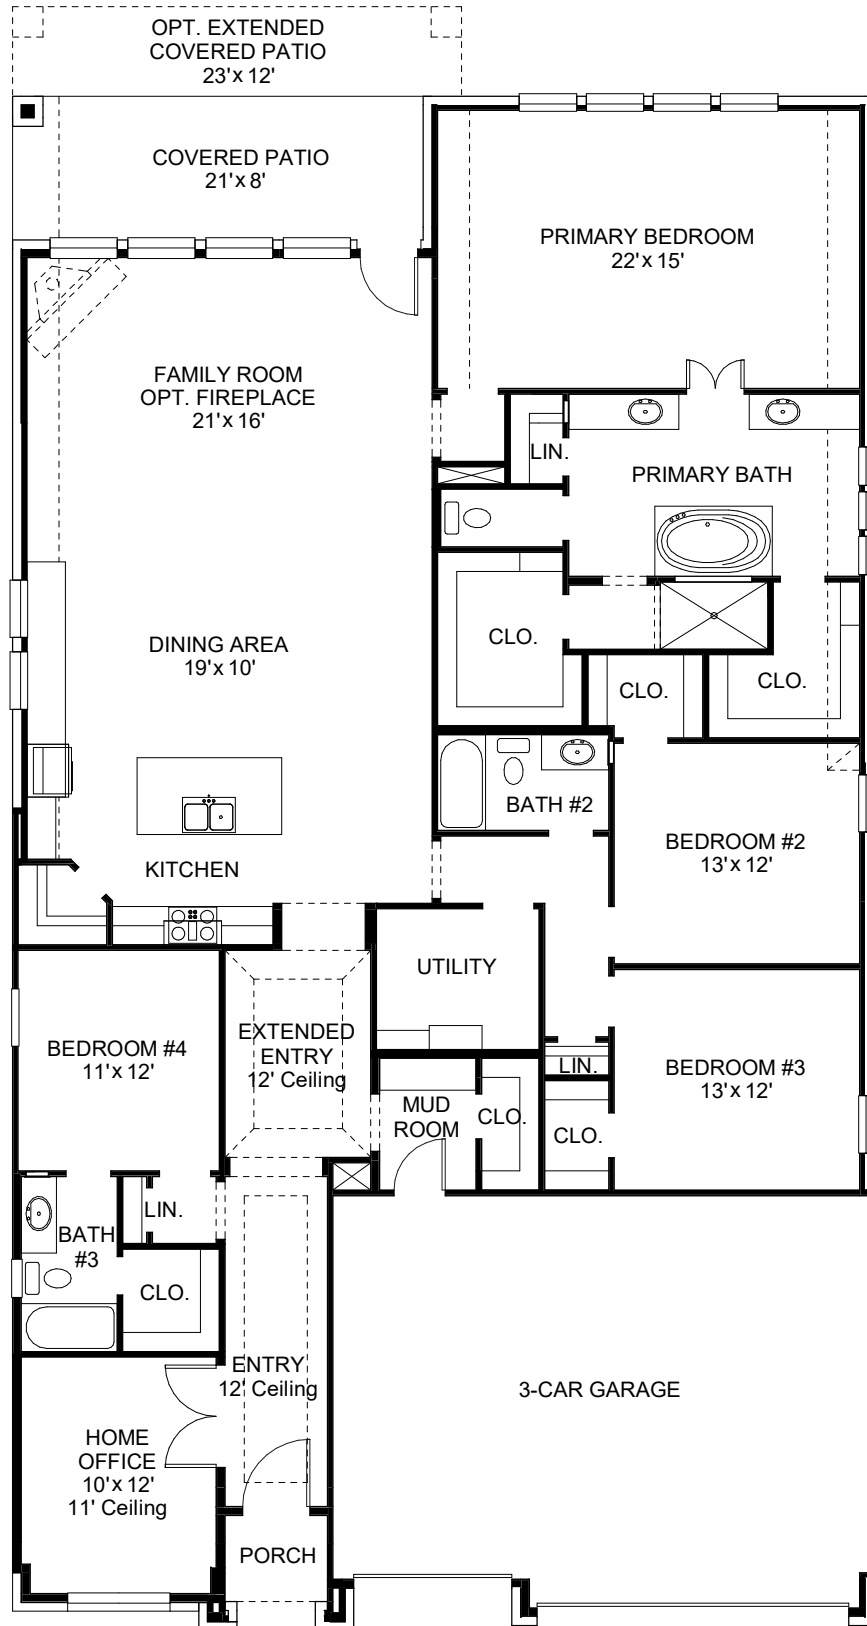 OPT. EXTENDED
COVERED PATIO
23'x 12'
COVERED PATIO
21'x 8'
PRIMARY BEDROOM
22'x 15'
FAMILY ROOM
OPT. FIREPLACE
21'x 16'
LIN.
PRIMARY BATH
DINING AREA
19'x 10'
CLO.
CLO.
CLO.
BATH #2
KITCHEN
BEDROOM #2
13'x 12'
UTILITY
BEDROOM #4
11'x 12'
EXTENDED
ENTRY
12' Ceiling
LIN.
BEDROOM #3
13'x 12'
MUD
ROOM
CLO.
CLO.
LIN.
BATH
#3
CLO.
ENTRY
12' Ceiling
3-CAR GARAGE
HOME
OFFICE
10'x 12'
11' Ceiling
PORCH